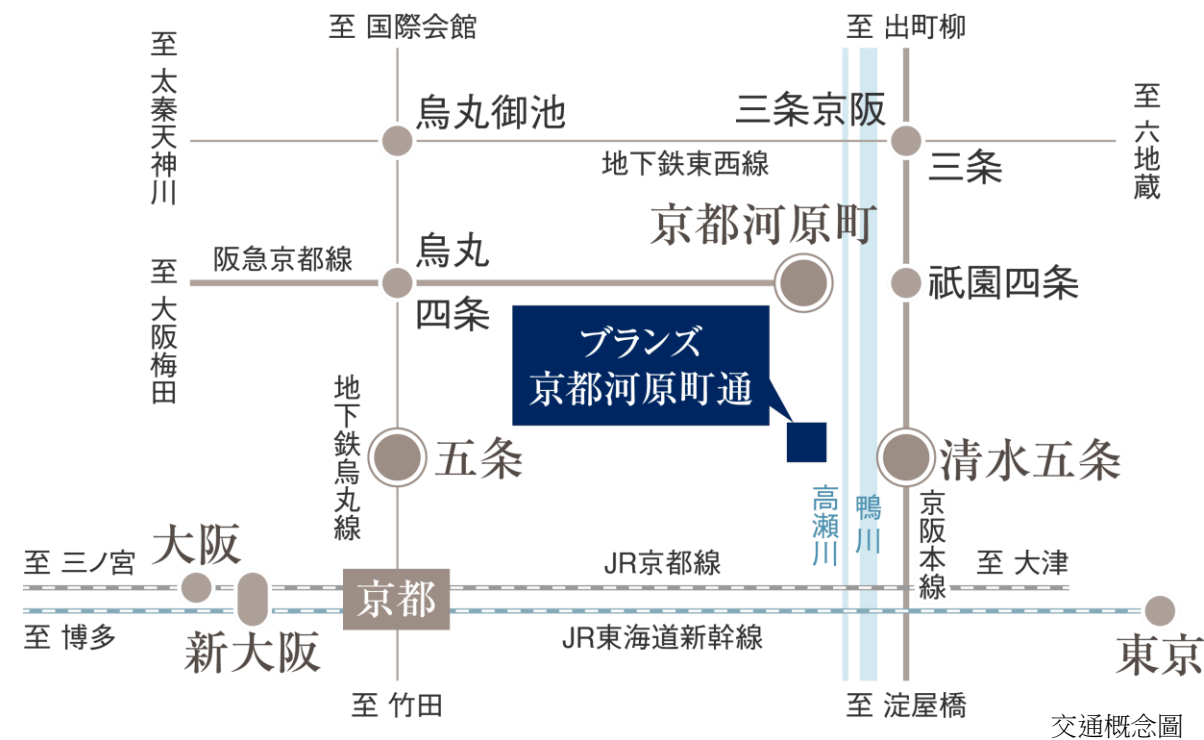 至 国際会館
至 出町柳
至 太秦天神川
烏丸御池
三条京阪
至 六地蔵
地下鉄東西線
三条
京都河原町
阪急京都線
烏丸
四条
祇園四条
至 大阪梅田
ブランズ
京都河原町通
地下鉄烏丸線
五条
清水五条
高瀬川
鴨川
京阪本線
大阪
至 三ノ宮
JR京都線
至 大津
京都
至 博多
新大阪
JR東海道新幹線
東京
至 竹田
至 淀屋橋
交通概念圖